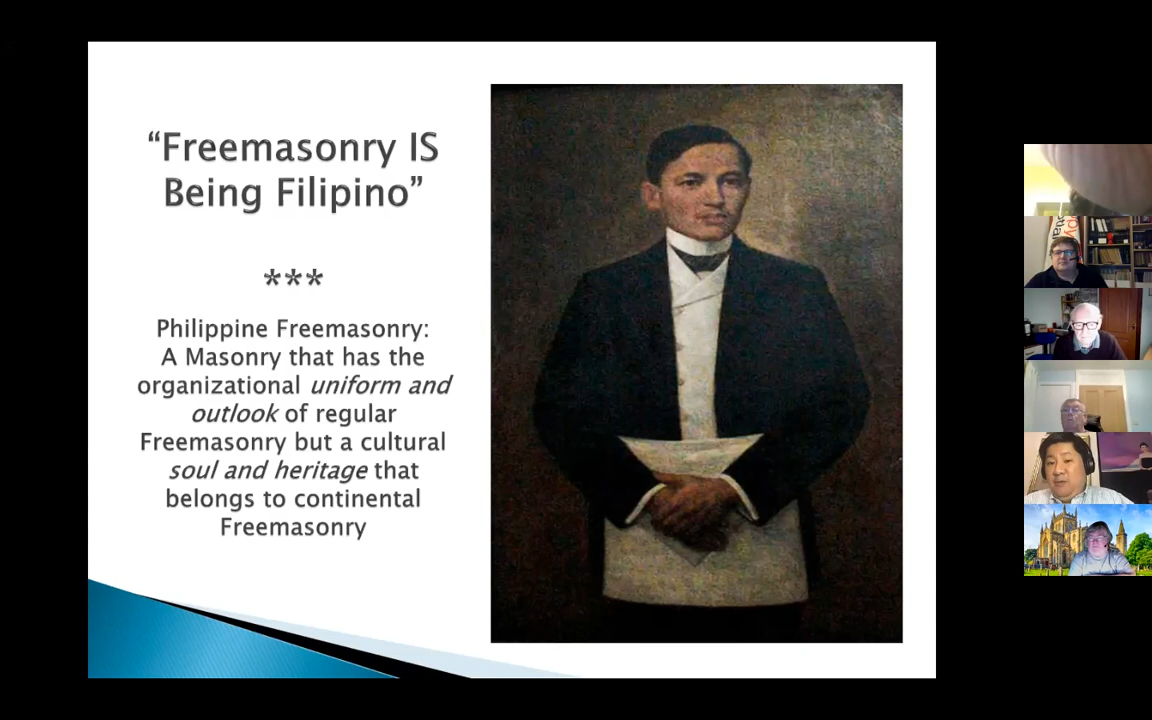 “Freemasonry IS
Being Filipino”
***
Philippine Freemasonry:
A Masonry that has the
organizational uniform and
outlook of regular
Freemasonry but a cultural
soul and heritage that
belongs to continental
Freemasonry